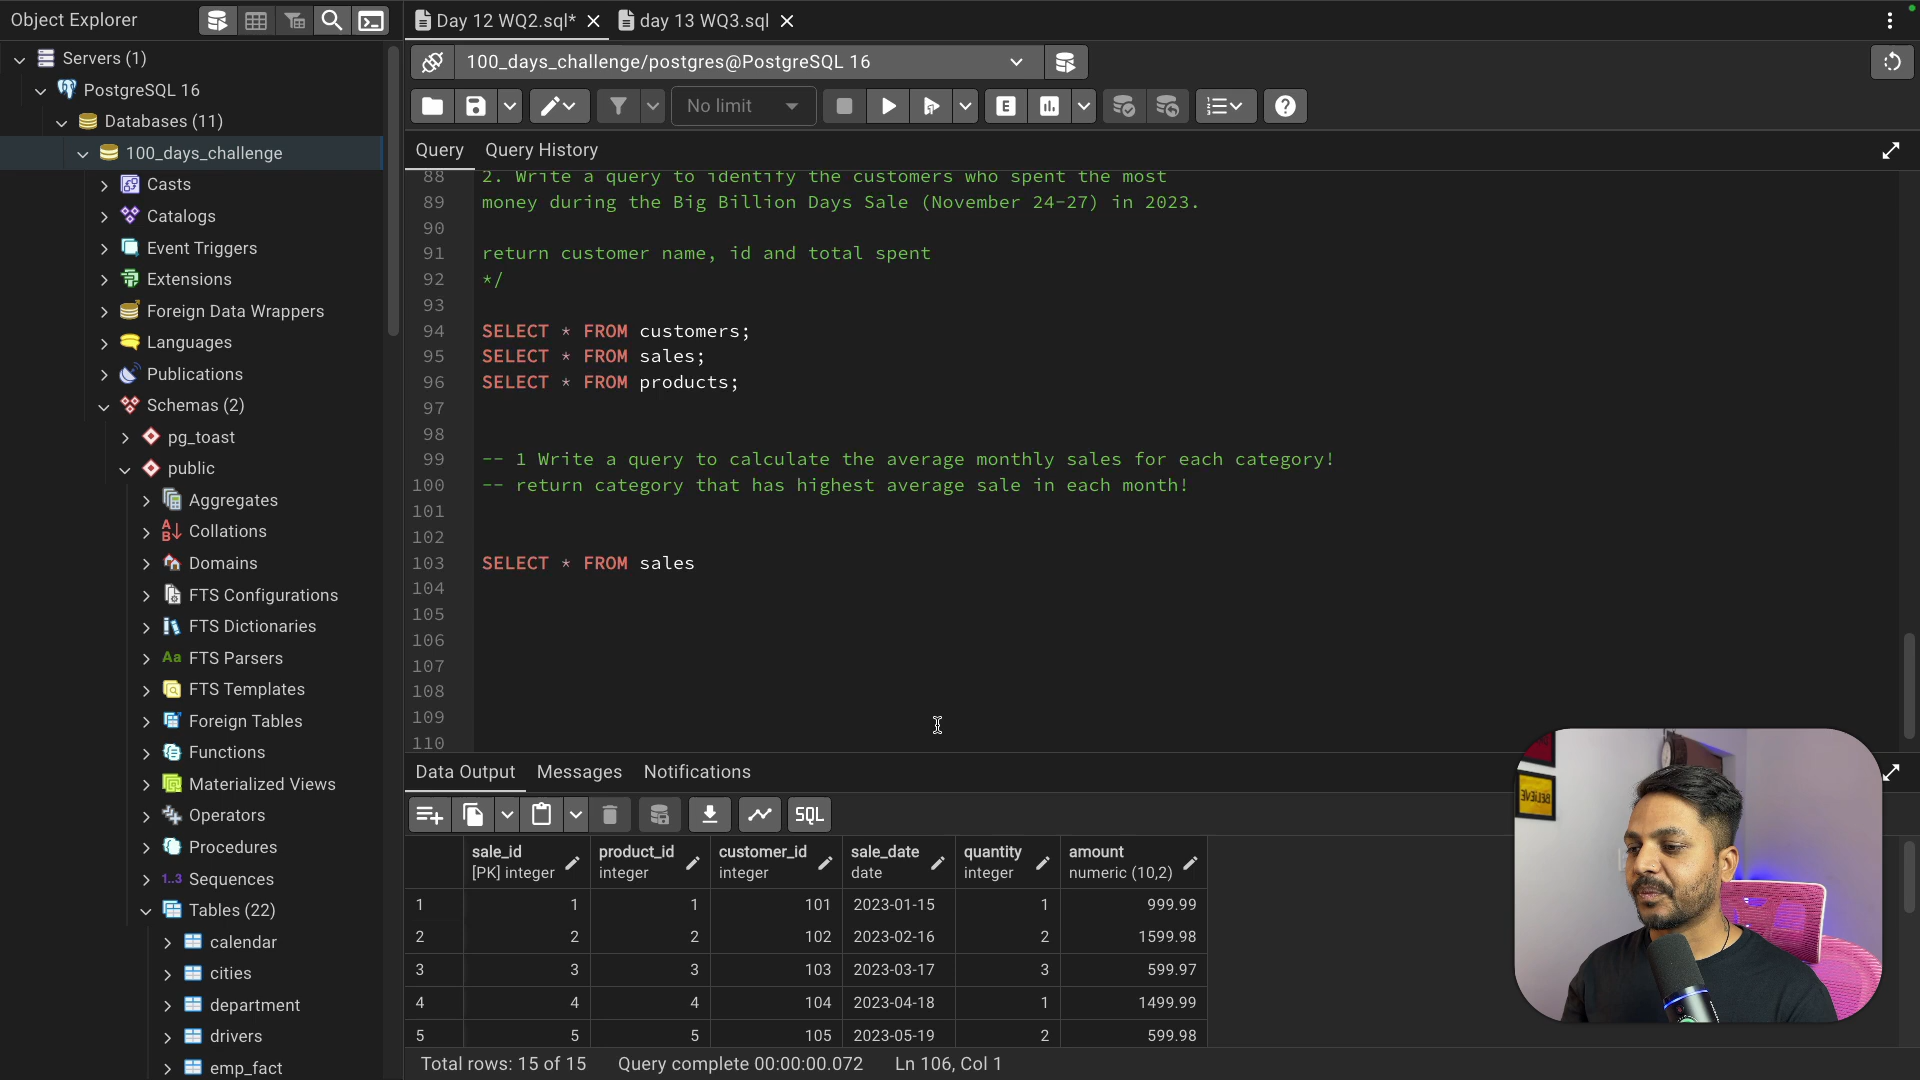 Object Explorer
Day 12 WQ2.sql*
day 13 WQ3.sql
Servers (1)
PostgreSQL 16
Databases (11)
100_days_challenge
Casts
Catalogs
Event Triggers
Extensions
Foreign Data Wrappers
Languages
Publications
Schemas (2)
pg_toast
public
Aggregates
Collations
Domains
FTS Configurations
FTS Dictionaries
Aa FTS Parsers
FTS Templates
Foreign Tables
Functions
Materialized Views
Operators
Procedures
1..3 Sequences
Tables (22)
calendar
cities
department
drivers
emp_fact
100_days_challenge/postgres@PostgreSQL 16
No limit
E
Query Query History
88 2. Write a query to identify the customers who spent the most
89 money during the Big Billion Days Sale (November 24-27) in 2023.
90
91 return customer name, id and total spent
92 */
93
94 SELECT * FROM customers;
95 SELECT * FROM sales;
96 SELECT * FROM products;
97
98
99 -- 1 Write a query to calculate the average monthly sales for each category!
100 -- return category that has highest average sale in each month!
101
102
103 SELECT * FROM sales
104
105
106
107
108
109
110
Data Output Messages Notifications
SQL
sale_id [PK] integer product_id integer customer_id integer sale_date date quantity integer amount numeric (10,2)
1 1 1 101 2023-01-15 1 999.99
2 2 2 102 2023-02-16 2 1599.98
3 3 3 103 2023-03-17 3 599.97
4 4 4 104 2023-04-18 1 1499.99
5 5 5 105 2023-05-19 2 599.98
Total rows: 15 of 15 Query complete 00:00:00.072 Ln 106, Col 1
BELIEVE